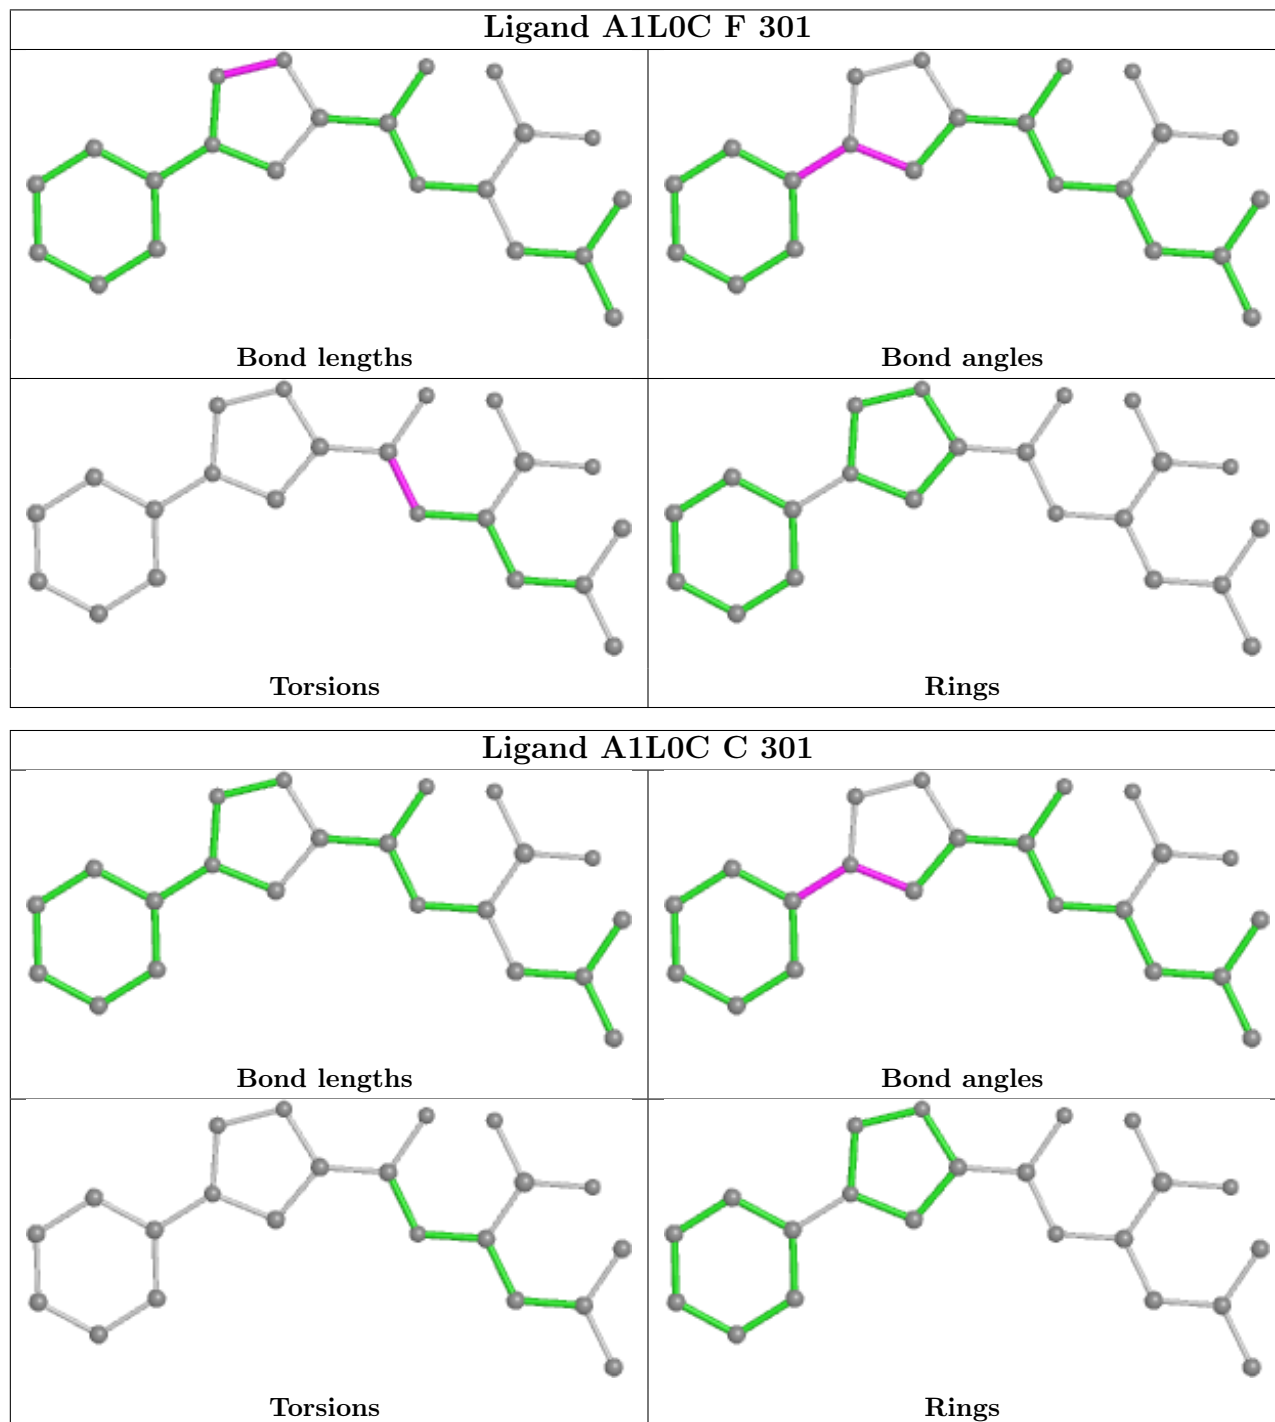 Ligand A1L0C F 301
Bond lengths
Bond angles
Torsions
Rings
Ligand A1L0C C 301
Bond lengths
Bond angles
Torsions
Rings